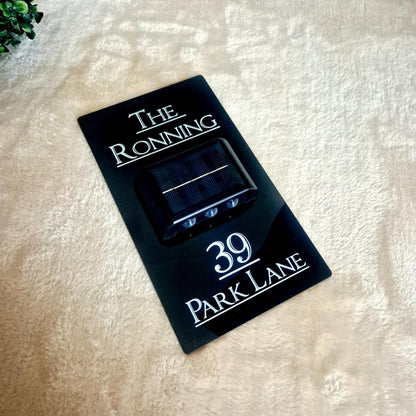 THE
RONNING
39
PARK LANE